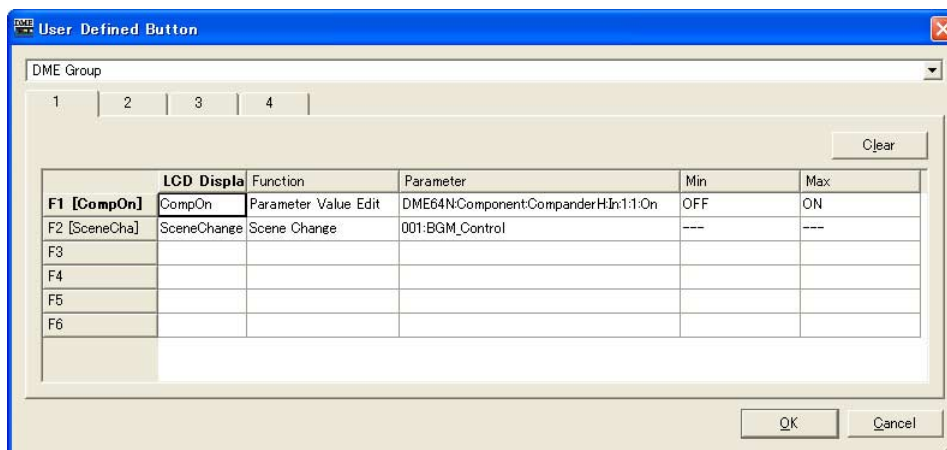 DME User Defined Button
DME Group
1 2 3 4
Clear
LCD Displa Function Parameter Min Max
F1 [CompOn] CompOn Parameter Value Edit DME64N:Component:CompanderH:In:1:1:On OFF ON
F2 [SceneCha] SceneChange Scene Change 001:BGM_Control --- ---
F3
F4
F5
F6
OK Cancel